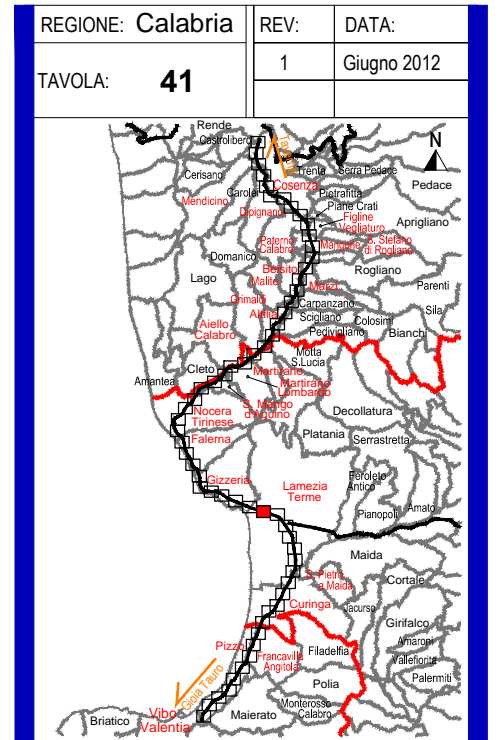 REGIONE: Calabria
REV:
DATA:
TAVOLA: 41
1
Giugno 2012
N
Rende
Castrolibero
Cerisano
Trenta
Serra Pedace
Pedace
Cosenza
Carolei
Mendicino
Dipignano
Pietrafitta
Piane Crati
Figline
Vegliaturo
Aprigliano
Paterno
Calabro
Mangone
S. Stefano
di Rogliano
Domanico
Belsito
Rogliano
Lago
Malito
Marzi
Parenti
Grimaldi
Carpanzano
Sila
Altilia
Scigliano
Colosimi
Aiello
Calabro
Pedivigliano
Bianchi
Motta
S.Lucia
Cleto
Martirano
Amantea
Martirano
Lombardo
S. Mango
d'Aquino
Nocera
Tirinese
Decollatura
Falerna
Platania
Serrastretta
Gizzeria
Lamezia
Terme
Feroleto
Antico
Pianopoli
Amato
Maida
S. Pietro
a Maida
Cortale
Curinga
Jacurso
Girifalco
Pizzo
Amaroni
Francavilla
Angitola
Filadelfia
Vallefiorita
Gioia Tauro
Polia
Palermiti
Vibo
Valentia
Monterosso
Calabro
Briatico
Maierato